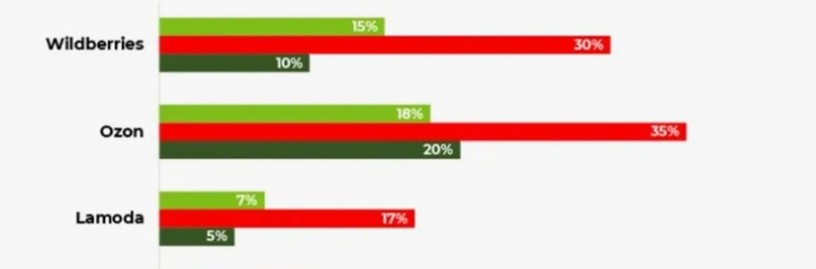 15%
Wildberries 30%
10%
18%
Ozon 35%
20%
7%
Lamoda 17%
5%